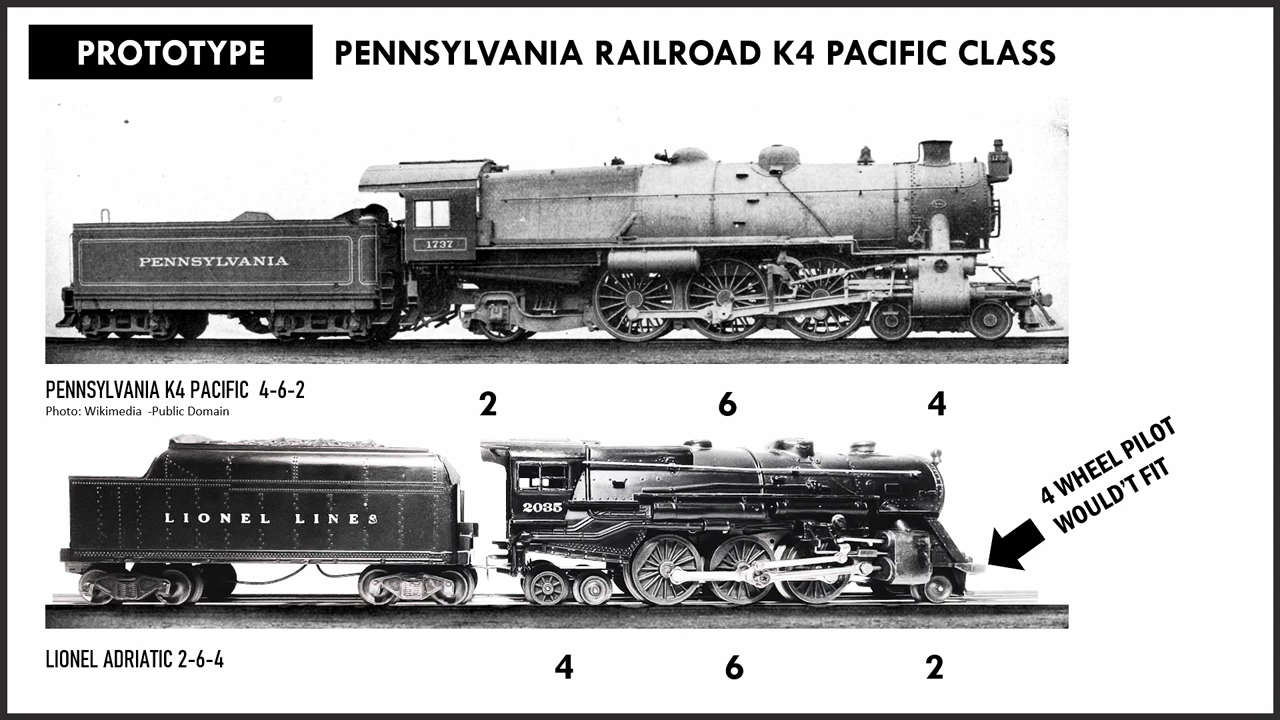 PROTOTYPE
PENNSYLVANIA RAILROAD K4 PACIFIC CLASS
PENNSYLVANIA
1737
PENNSYLVANIA K4 PACIFIC 4-6-2
Photo: Wikimedia -Public Domain
2 6 4
4 WHEEL PILOT
WOULD'T FIT
2035
LIONEL LINES
LIONEL ADRIATIC 2-6-4
4 6 2